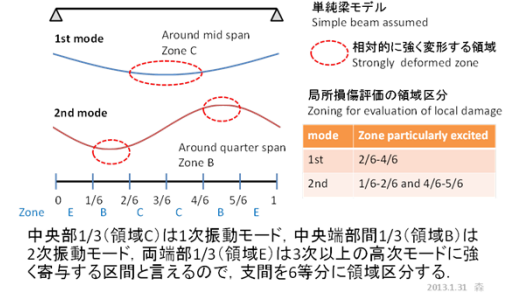 単純梁モデル
Simple beam assumed
1st mode
Around mid span
Zone C
相対的に強く変形する領域
Strongly deformed zone
2nd mode
Around quarter span
Zone B
局所損傷評価の領域区分
Zoning for evaluation of local damage
mode Zone particularly excited
1st 2/6-4/6
2nd 1/6-2/6 and 4/6-5/6
0 1/6 2/6 3/6 4/6 5/6 1
Zone E B C C B E
中央部1/3(領域C)は1次振動モード，中央端部間1/3(領域B)は
2次振動モード，両端部1/3(領域E)は3次以上の高次モードに強
く寄与する区間と言えるので，支間を6等分に領域区分する．
2013.1.31 森